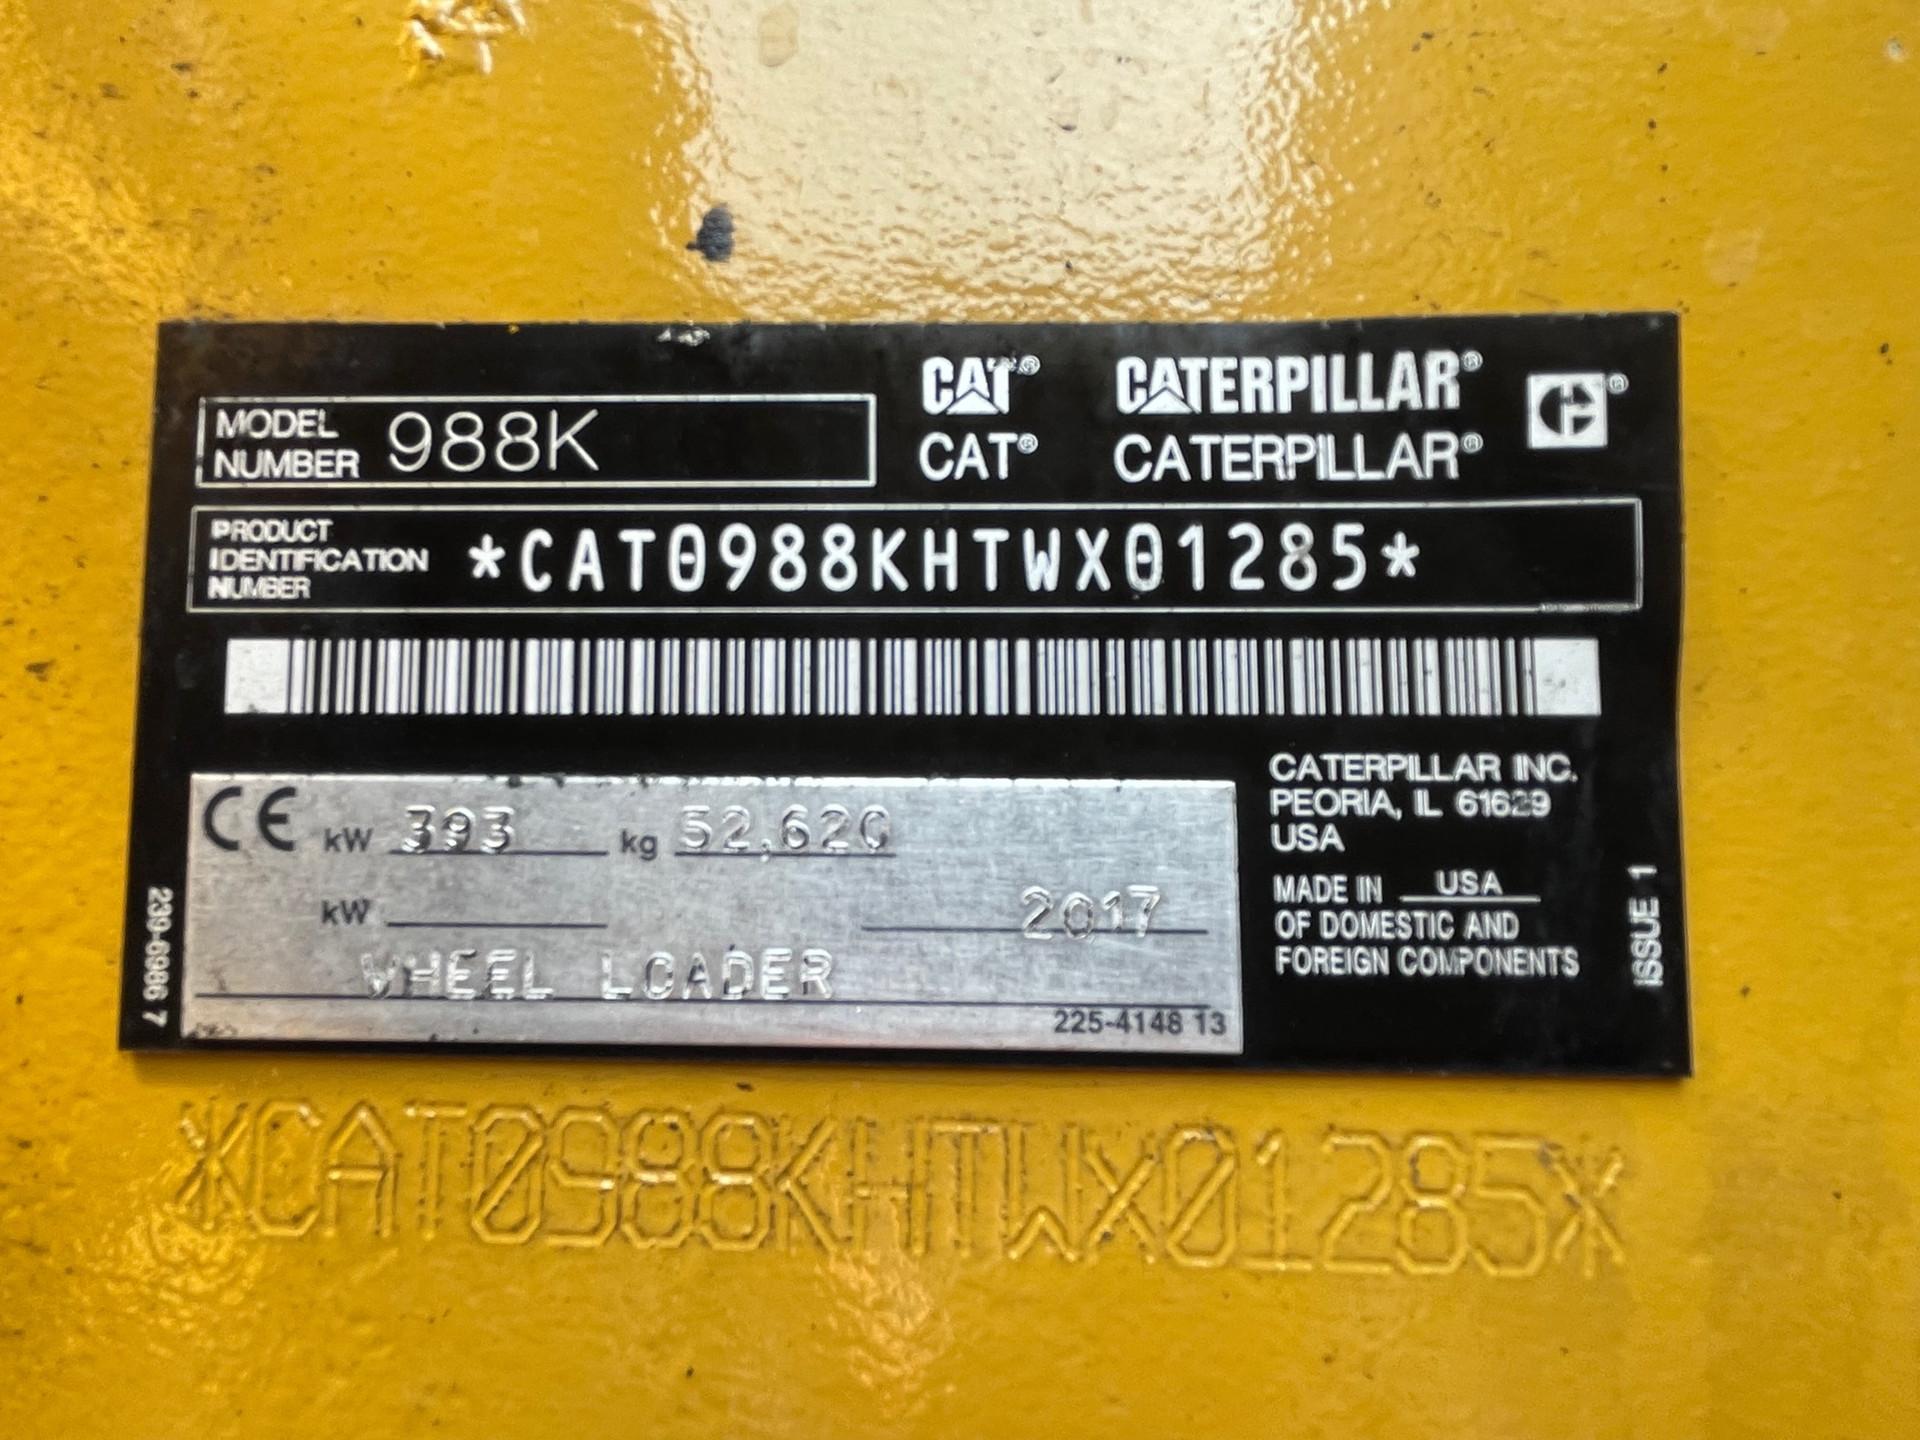 CAT® CATERPILLAR® ®
MODEL NUMBER 988K
CAT® CATERPILLAR®
PRODUCT
IDENTIFICATION
NUMBER
*CAT0988KHTWX01285*
CE kW 393 kg 52,620
kW 2017
WHEEL LOADER
225-4148 13
CATERPILLAR INC.
PEORIA, IL 61629
USA
MADE IN USA
OF DOMESTIC AND
FOREIGN COMPONENTS
239-6986 7
ISSUE 1
*CAT0988KHTWX01285*